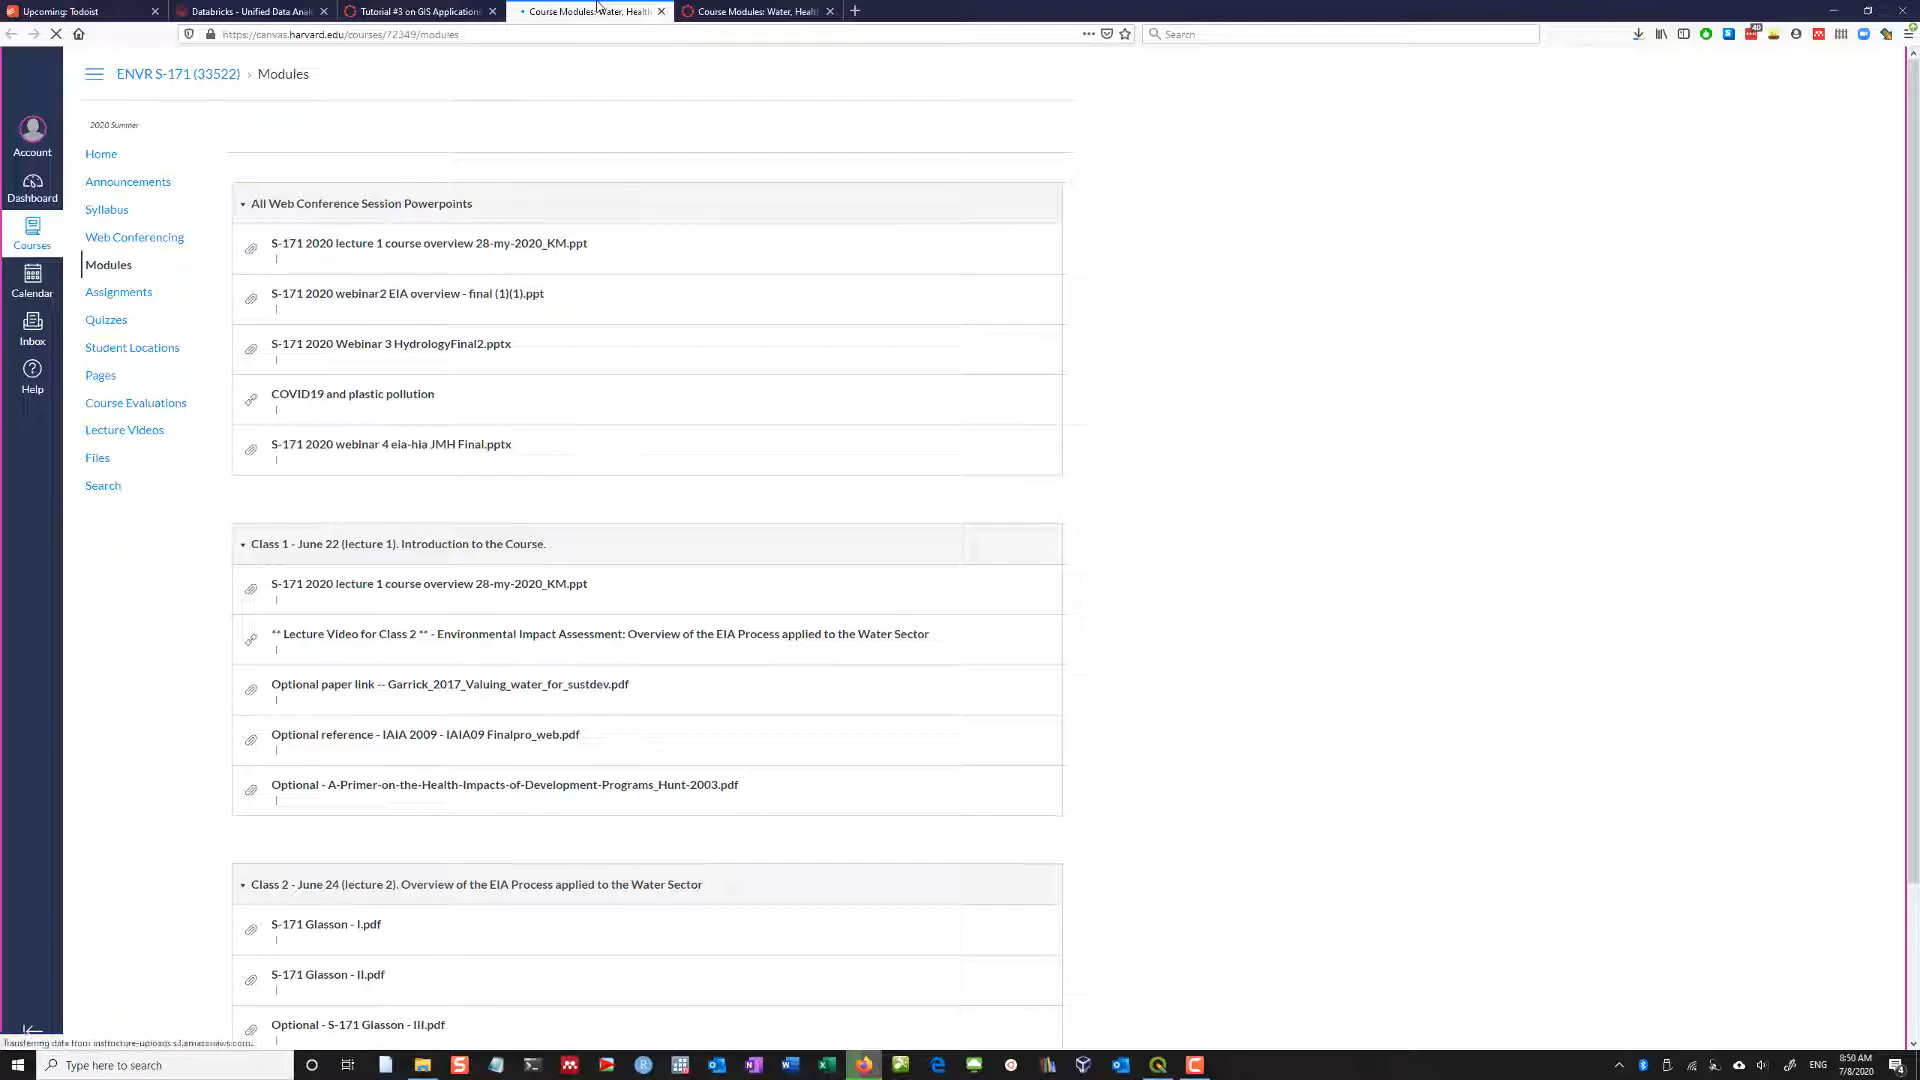 Upcoming: Todoist
Databricks - Unified Data Anal
Tutorial #3 on GIS Applications
Course Modules: Water, Health
Course Modules: Water, Health
https://canvas.harvard.edu/courses/72349/modules
Search
ENVR S-171 (33522) › Modules
2020 Summer
Account
Dashboard
Courses
Calendar
Inbox
Help
Home
Announcements
Syllabus
Web Conferencing
Modules
Assignments
Quizzes
Student Locations
Pages
Course Evaluations
Lecture Videos
Files
Search
All Web Conference Session Powerpoints
S-171 2020 lecture 1 course overview 28-my-2020_KM.ppt
S-171 2020 webinar2 EIA overview - final (1)(1).ppt
S-171 2020 Webinar 3 HydrologyFinal2.pptx
COVID19 and plastic pollution
S-171 2020 webinar 4 eia-hia JMH Final.pptx
Class 1 - June 22 (lecture 1). Introduction to the Course.
S-171 2020 lecture 1 course overview 28-my-2020_KM.ppt
** Lecture Video for Class 2 ** - Environmental Impact Assessment: Overview of the EIA Process applied to the Water Sector
Optional paper link -- Garrick_2017_Valuing_water_for_sustdev.pdf
Optional reference - IAIA 2009 - IAIA09 Finalpro_web.pdf
Optional - A-Primer-on-the-Health-Impacts-of-Development-Programs_Hunt-2003.pdf
Class 2 - June 24 (lecture 2). Overview of the EIA Process applied to the Water Sector
S-171 Glasson - I.pdf
S-171 Glasson - II.pdf
Optional - S-171 Glasson - III.pdf
Transferring data from instructure-uploads.s3.amazonaws.com...
Type here to search
ENG
8:50 AM
7/8/2020